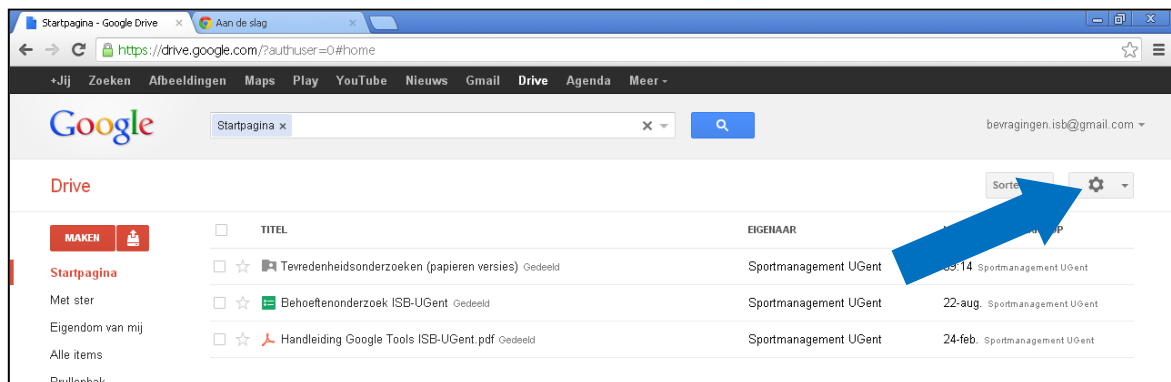 Startpagina - Google Drive × Aan de slag ×
https://drive.google.com/?authuser=0#home
+Jij Zoeken Afbeeldingen Maps Play YouTube Nieuws Gmail Drive Agenda Meer
Google Startpagina × bevragingen.isb@gmail.com
Drive
MAKEN TITEL EIGENAAR
Startpagina Tevredenheidsonderzoeken (papieren versies) Gedeeld Sportmanagement UGent 09:14 Sportmanagement UGent
Met ster Behoeftenonderzoek ISB-UGent Gedeeld Sportmanagement UGent 22-aug. Sportmanagement UGent
Eigendom van mij Handleiding Google Tools ISB-UGent.pdf Gedeeld Sportmanagement UGent 24-feb. Sportmanagement UGent
Alle items